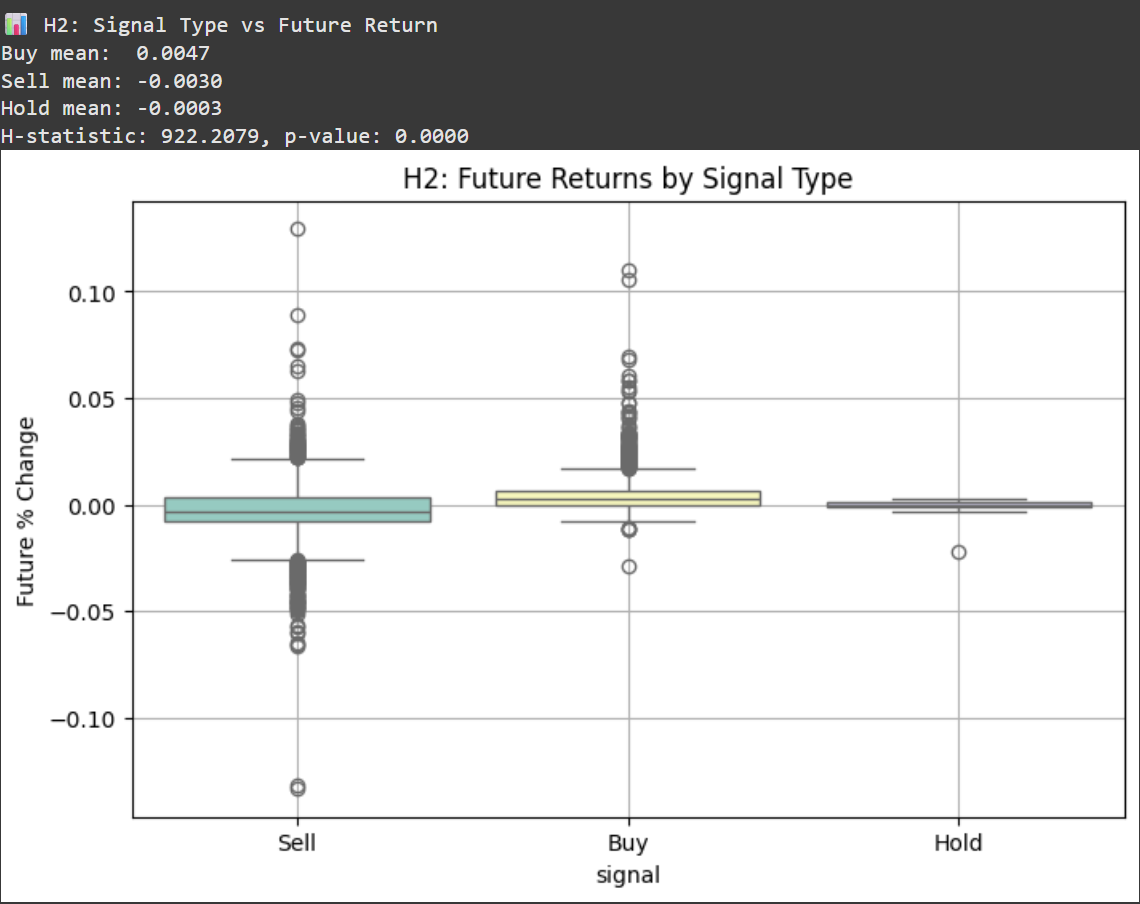 📊 H2: Signal Type vs Future Return
Buy mean:  0.0047
Sell mean: -0.0030
Hold mean: -0.0003
H-statistic: 922.2079, p-value: 0.0000
H2: Future Returns by Signal Type
Future % Change
0.10
0.05
0.00
−0.05
−0.10
Sell Buy Hold
signal